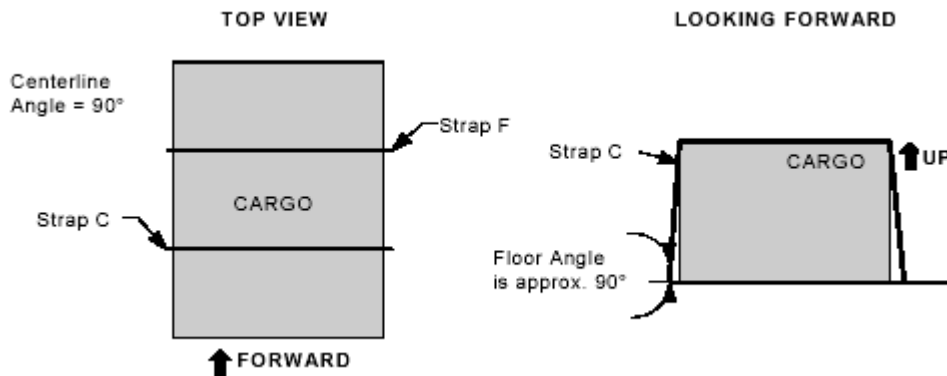 TOP VIEW
Centerline
Angle = 90°
Strap F
CARGO
Strap C
FORWARD
LOOKING FORWARD
Strap C
CARGO
UP
Floor Angle
is approx. 90°